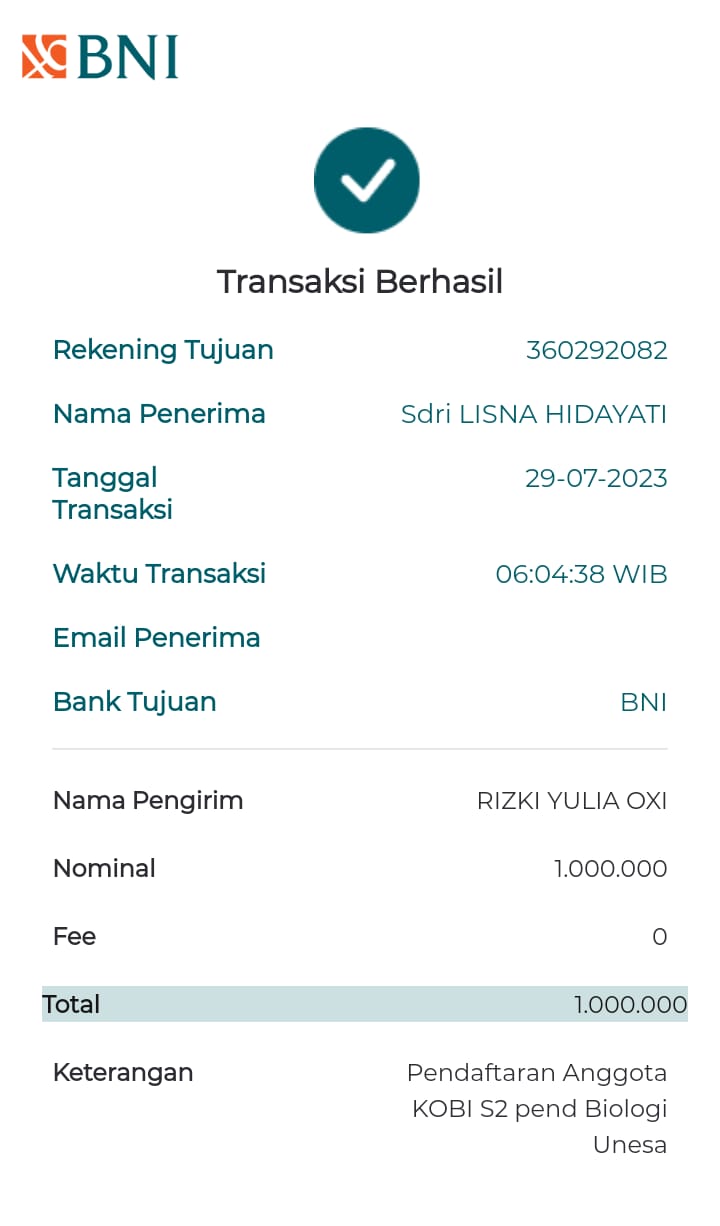 BNI
Transaksi Berhasil
Rekening Tujuan 360292082
Nama Penerima Sdri LISNA HIDAYATI
Tanggal 29-07-2023
Transaksi
Waktu Transaksi 06:04:38 WIB
Email Penerima
Bank Tujuan BNI
Nama Pengirim RIZKI YULIA OXI
Nominal 1.000.000
Fee 0
Total 1.000.000
Keterangan Pendaftaran Anggota
KOBI S2 pend Biologi
Unesa